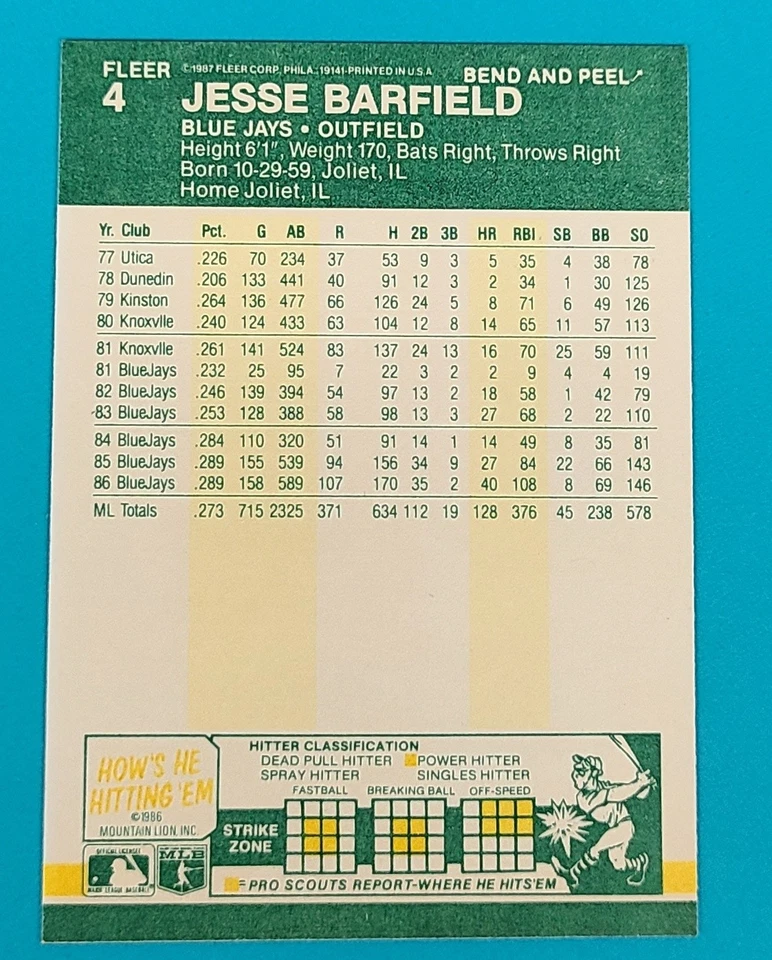 FLEER ©1987 FLEER CORP., PHILA., 19141-PRINTED IN U.S.A. BEND AND PEEL
4 JESSE BARFIELD
BLUE JAYS • OUTFIELD
Height 6'1", Weight 170, Bats Right, Throws Right
Born 10-29-59, Joliet, IL
Home Joliet, IL
Yr. Club Pct. G AB R H 2B 3B HR RBI SB BB SO
77 Utica .226 70 234 37 53 9 3 5 35 4 38 78
78 Dunedin .206 133 441 40 91 12 3 2 34 1 30 125
79 Kinston .264 136 477 66 126 24 5 8 71 6 49 126
80 Knoxvlle .240 124 433 63 104 12 8 14 65 11 57 113
81 Knoxvlle .261 141 524 83 137 24 13 16 70 25 59 111
81 BlueJays .232 25 95 7 22 3 2 2 9 4 4 19
82 BlueJays .246 139 394 54 97 13 2 18 58 1 42 79
83 BlueJays .253 128 388 58 98 13 3 27 68 2 22 110
84 BlueJays .284 110 320 51 91 14 1 14 49 8 35 81
85 BlueJays .289 155 539 94 156 34 9 27 84 22 66 143
86 BlueJays .289 158 589 107 170 35 2 40 108 8 69 146
ML Totals .273 715 2325 371 634 112 19 128 376 45 238 578
HOW'S HE
HITTING 'EM
©1986
MOUNTAIN LION, INC.
HITTER CLASSIFICATION
DEAD PULL HITTER POWER HITTER
SPRAY HITTER SINGLES HITTER
FASTBALL BREAKING BALL OFF-SPEED
STRIKE
ZONE
OFFICIAL LICENSEE
MAJOR LEAGUE BASEBALL
MLB
=PRO SCOUTS REPORT-WHERE HE HITS'EM